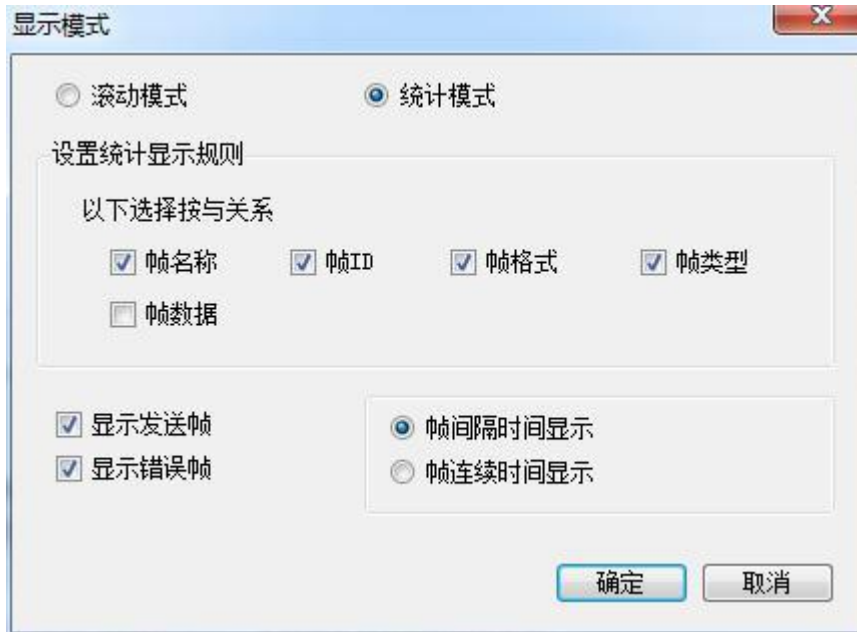 显示模式
滚动模式 统计模式
设置统计显示规则
以下选择按与关系
帧名称 帧ID 帧格式 帧类型
帧数据
显示发送帧 帧间隔时间显示
显示错误帧 帧连续时间显示
确定 取消